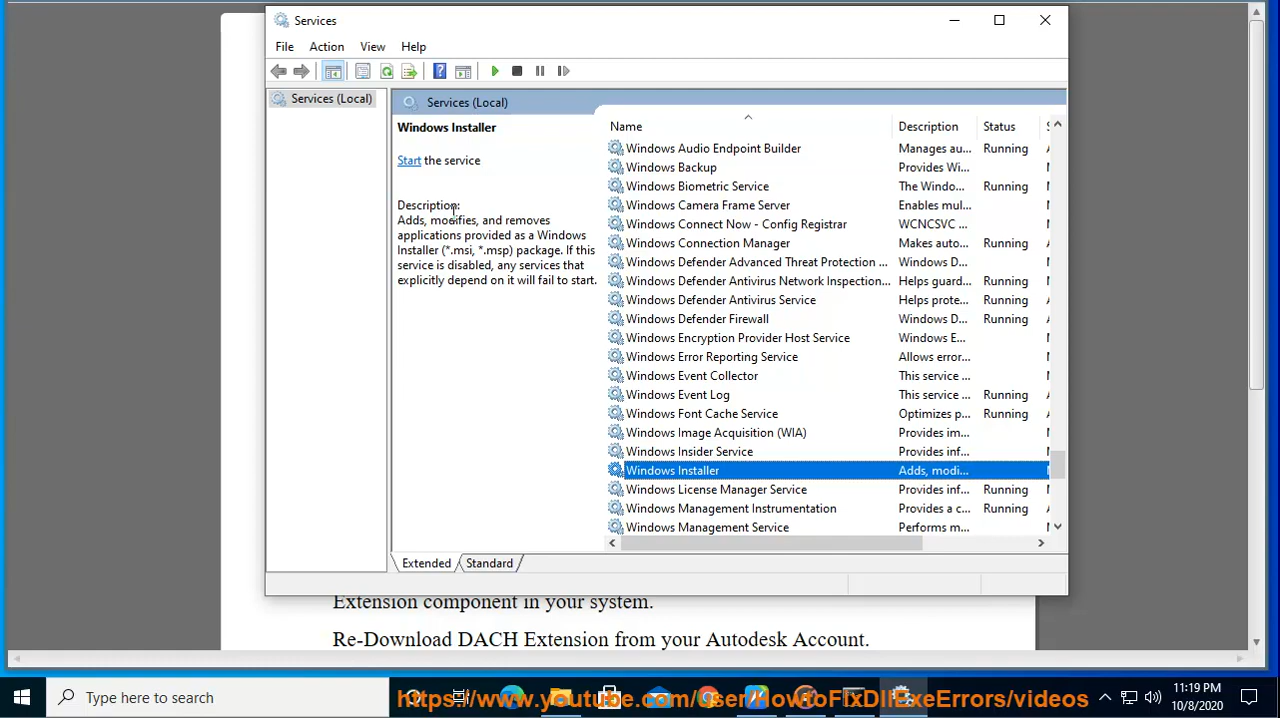 Services
File Action View Help
Services (Local)
Services (Local)
Windows Installer
Start the service
Description:
Adds, modifies, and removes
applications provided as a Windows
Installer (*.msi, *.msp) package. If this
service is disabled, any services that
explicitly depend on it will fail to start.
Name Description Status S
Windows Audio Endpoint Builder Manages au... Running A
Windows Backup Provides Wi... M
Windows Biometric Service The Windo... Running M
Windows Camera Frame Server Enables mul... M
Windows Connect Now - Config Registrar WCNCSVC ... M
Windows Connection Manager Makes auto... Running A
Windows Defender Advanced Threat Protection ... Windows D... M
Windows Defender Antivirus Network Inspection... Helps guard... Running M
Windows Defender Antivirus Service Helps prote... Running A
Windows Defender Firewall Windows D... Running A
Windows Encryption Provider Host Service Windows E... M
Windows Error Reporting Service Allows error... M
Windows Event Collector This service ... M
Windows Event Log This service ... Running A
Windows Font Cache Service Optimizes p... Running A
Windows Image Acquisition (WIA) Provides im... M
Windows Insider Service Provides inf... M
Windows Installer Adds, modi... M
Windows License Manager Service Provides inf... Running M
Windows Management Instrumentation Provides a c... Running A
Windows Management Service Performs m... M
Extended Standard
Extension component in your system.
Re-Download DACH Extension from your Autodesk Account.
Type here to search
https://www.youtube.com/user/HowToFixDllExeErrors/videos
11:19 PM
10/8/2020